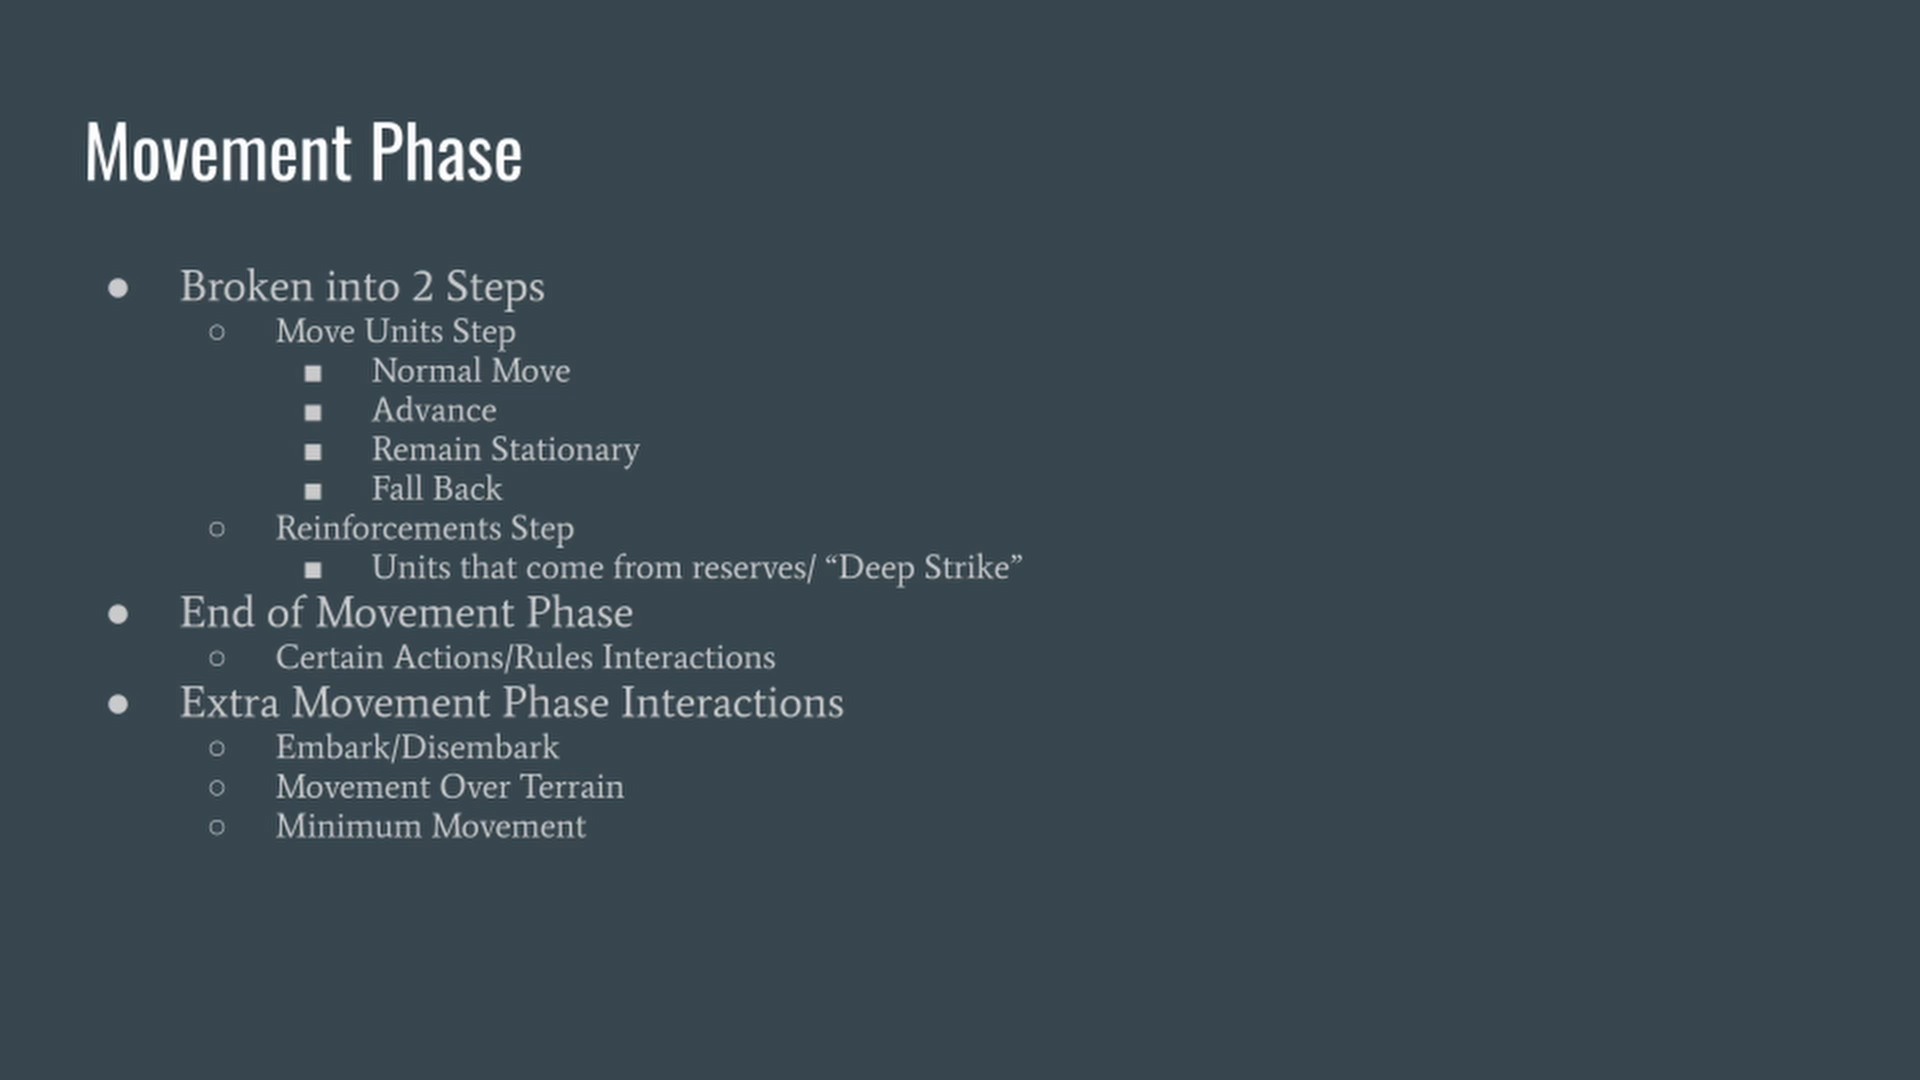 Movement Phase
● Broken into 2 Steps
○ Move Units Step
■ Normal Move
■ Advance
■ Remain Stationary
■ Fall Back
○ Reinforcements Step
■ Units that come from reserves/ “Deep Strike”
● End of Movement Phase
○ Certain Actions/Rules Interactions
● Extra Movement Phase Interactions
○ Embark/Disembark
○ Movement Over Terrain
○ Minimum Movement